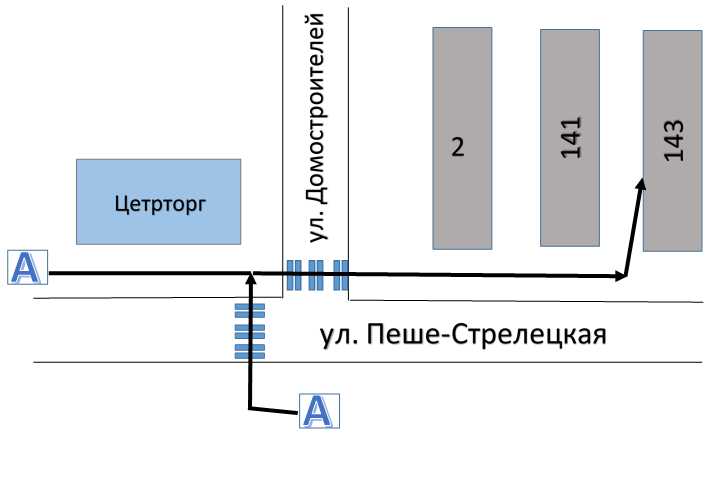 ул. Домостроителей
2
141
143
Цетрторг
А
ул. Пеше-Стрелецкая
А